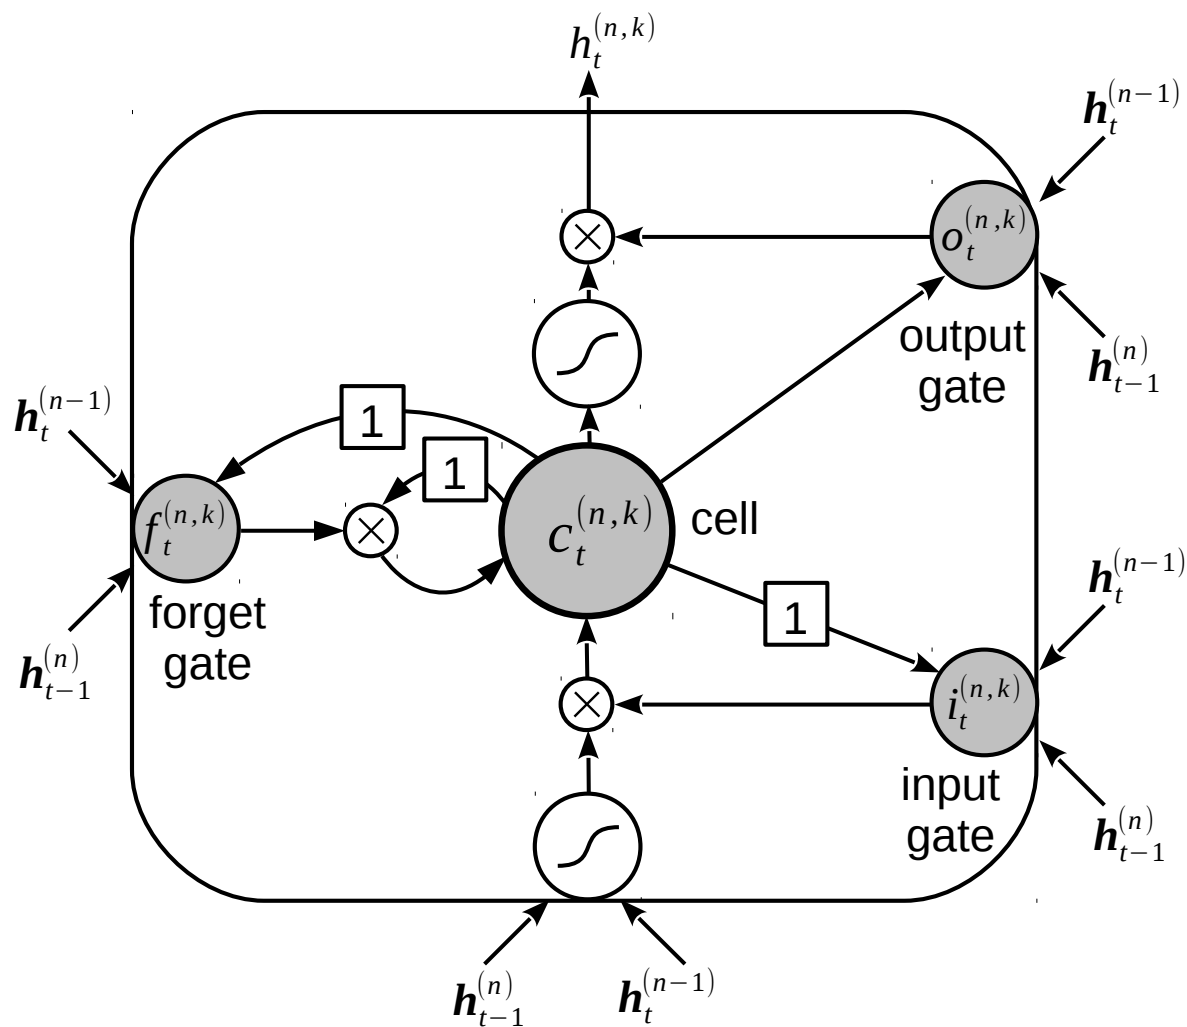 h_t^(n,k)
h_t^(n−1)
o_t^(n,k)
output
gate
h_{t−1}^(n)
h_t^(n−1)
1
1
f_t^(n,k)
×
c_t^(n,k)
cell
forget
gate
h_{t−1}^(n)
1
h_t^(n−1)
i_t^(n,k)
×
×
input
gate
h_{t−1}^(n)
h_{t−1}^(n)
h_t^(n−1)